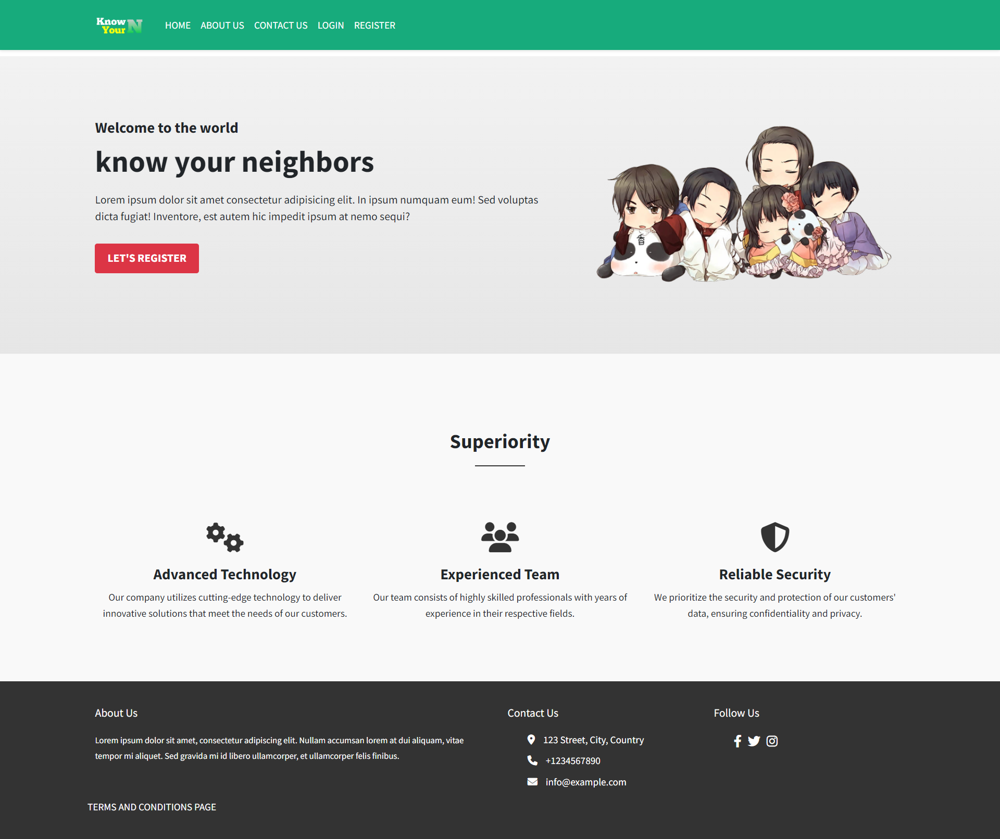 Know
Your N
HOME ABOUT US CONTACT US LOGIN REGISTER
Welcome to the world
know your neighbors
Lorem ipsum dolor sit amet consectetur adipisicing elit. In ipsum numquam eum! Sed voluptas
dicta fugiat! Inventore, est autem hic impedit ipsum at nemo sequi?
LET'S REGISTER
香
Superiority
Advanced Technology
Our company utilizes cutting-edge technology to deliver
innovative solutions that meet the needs of our customers.
Experienced Team
Our team consists of highly skilled professionals with years of
experience in their respective fields.
Reliable Security
We prioritize the security and protection of our customers'
data, ensuring confidentiality and privacy.
About Us
Lorem ipsum dolor sit amet, consectetur adipiscing elit. Nullam accumsan lorem at dui aliquam, vitae
tempor mi aliquet. Sed gravida mi id libero ullamcorper, et ullamcorper felis finibus.
Contact Us
123 Street, City, Country
+1234567890
info@example.com
Follow Us
TERMS AND CONDITIONS PAGE